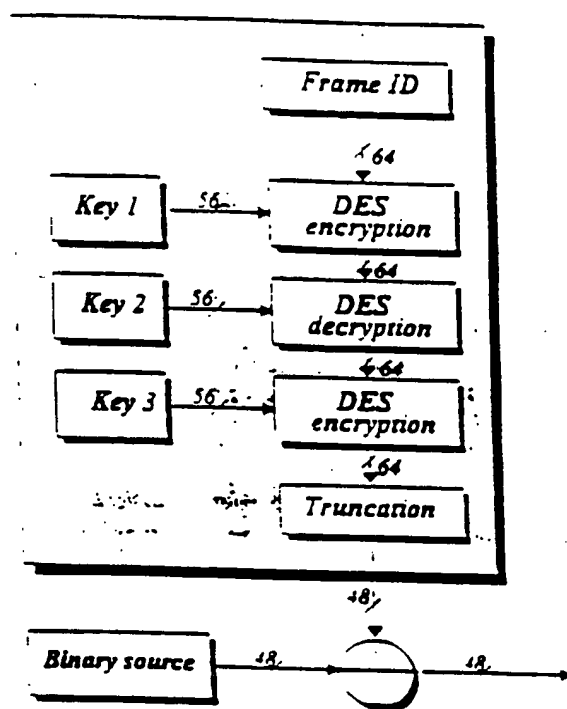 Frame ID
64
Key 1
56
DES
encryption
64
Key 2
56
DES
decryption
64
Key 3
56
DES
encryption
64
Truncation
48
Binary source
48
48